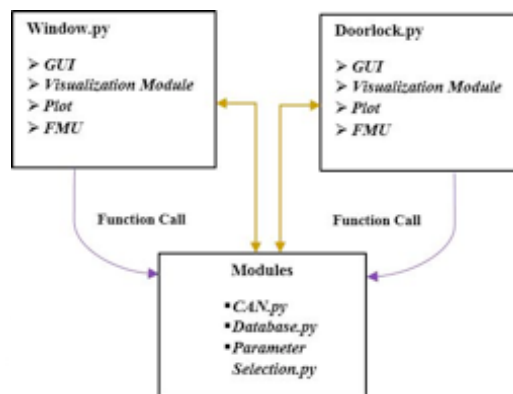 Window.py
➢ GUI
➢ Visualization Module
➢ Plot
➢ FMU
Doorlock.py
➢ GUI
➢ Visualization Module
➢ Plot
➢ FMU
Function Call
Function Call
Modules
▪ CAN.py
▪ Database.py
▪ Parameter
Selection.py